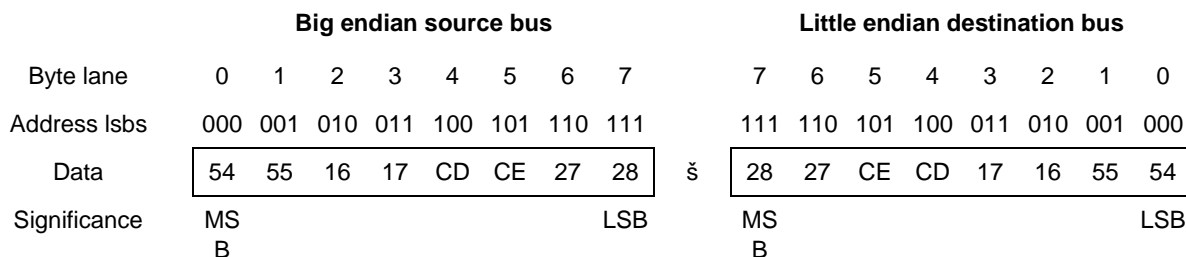 Big endian source bus Little endian destination bus
Byte lane 0 1 2 3 4 5 6 7 7 6 5 4 3 2 1 0
Address lsbs 000 001 010 011 100 101 110 111 111 110 101 100 011 010 001 000
Data 54 55 16 17 CD CE 27 28 š 28 27 CE CD 17 16 55 54
Significance MS LSB MS LSB
B B